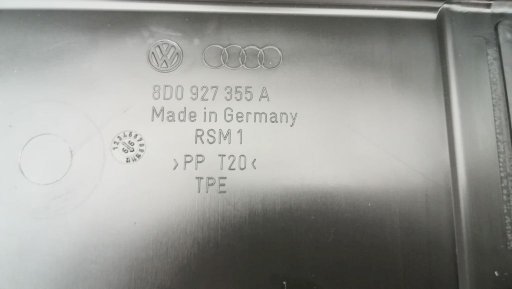 8D0 927 355 A
Made in Germany
RSM 1
>PP T20<
TPE